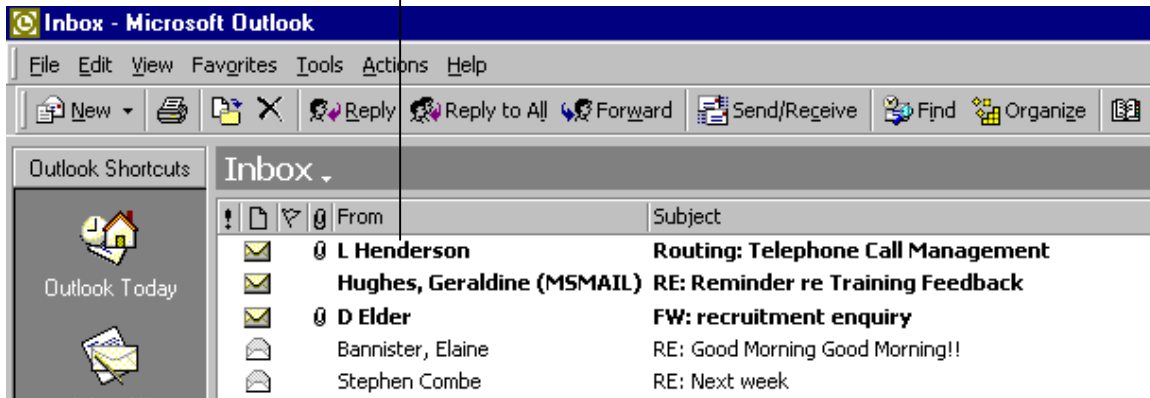 Inbox - Microsoft Outlook
File Edit View Favorites Tools Actions Help
New Reply Reply to All Forward Send/Receive Find Organize
Outlook Shortcuts Inbox
! From Subject
L Henderson Routing: Telephone Call Management
Outlook Today Hughes, Geraldine (MSMAIL) RE: Reminder re Training Feedback
D Elder FW: recruitment enquiry
Bannister, Elaine RE: Good Morning Good Morning!!
Stephen Combe RE: Next week